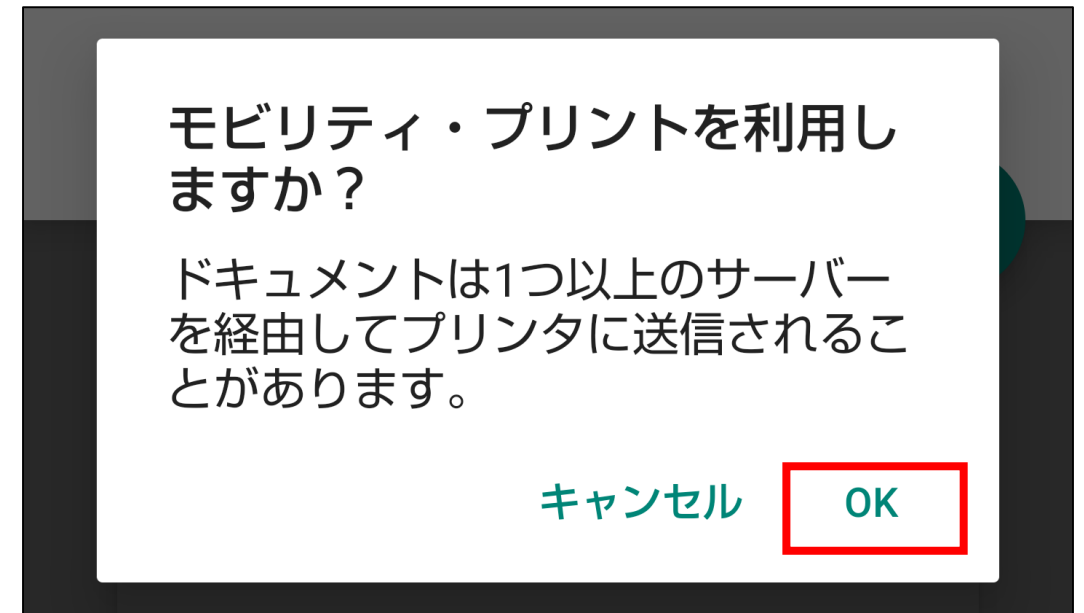 モビリティ・プリントを利用し
ますか？
ドキュメントは1つ以上のサーバー
を経由してプリンタに送信されるこ
とがあります。
キャンセル OK